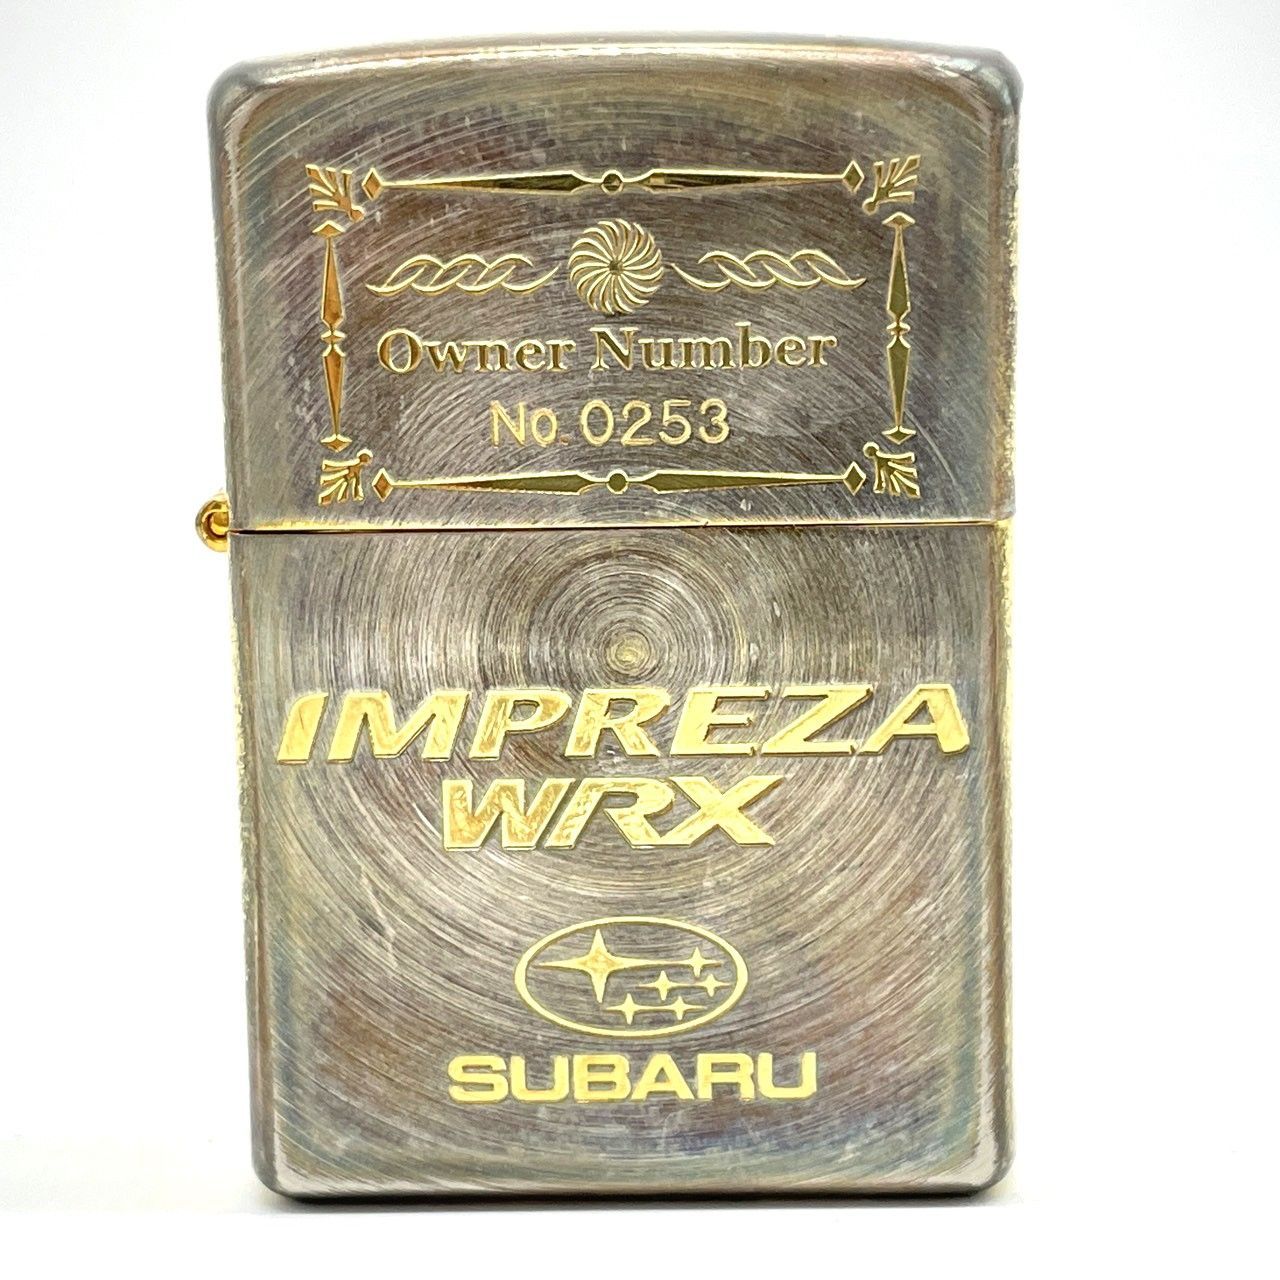 Owner Number
No. 0253
IMPREZA
WRX
SUBARU